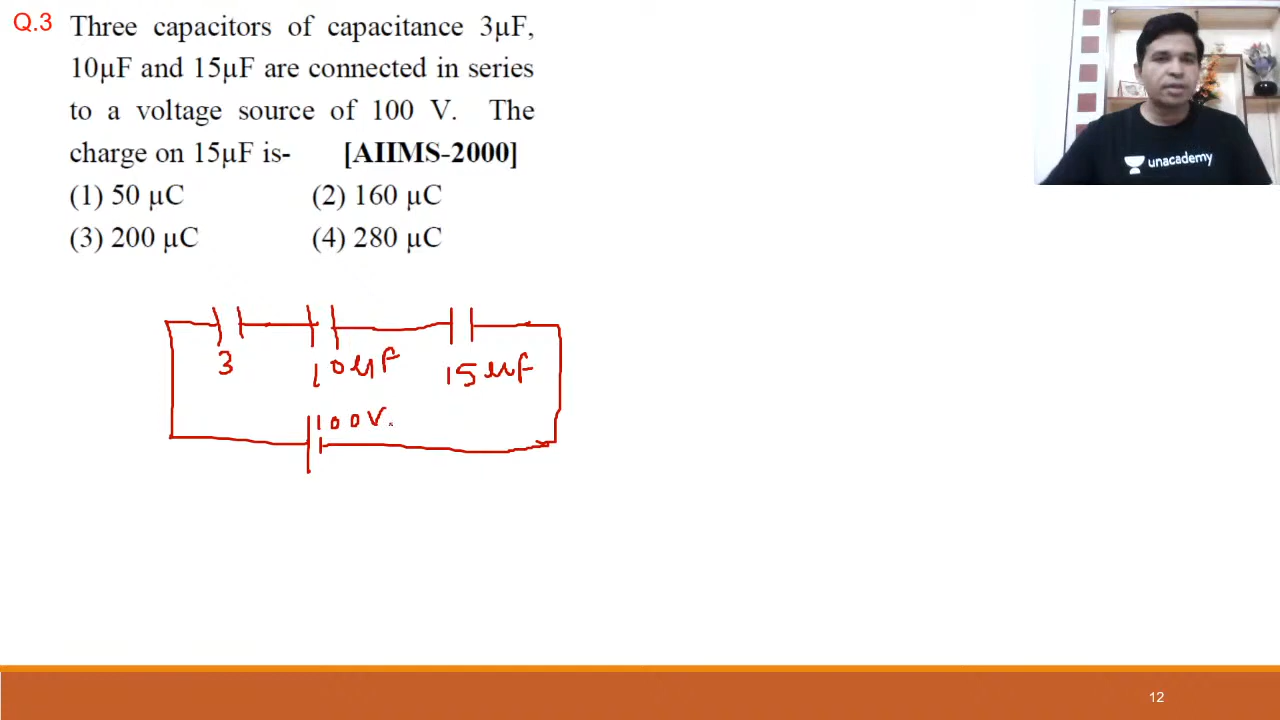 Q.3 Three capacitors of capacitance 3μF,
10μF and 15μF are connected in series
to a voltage source of 100 V. The
charge on 15μF is- [AIIMS-2000]
(1) 50 μC (2) 160 μC
(3) 200 μC (4) 280 μC
unacademy
3 10μF 15μF
100V.
12